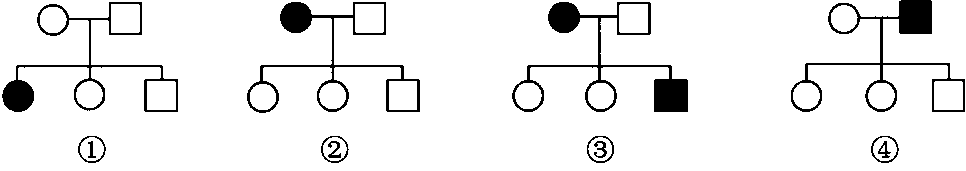 ① ② ③ ④